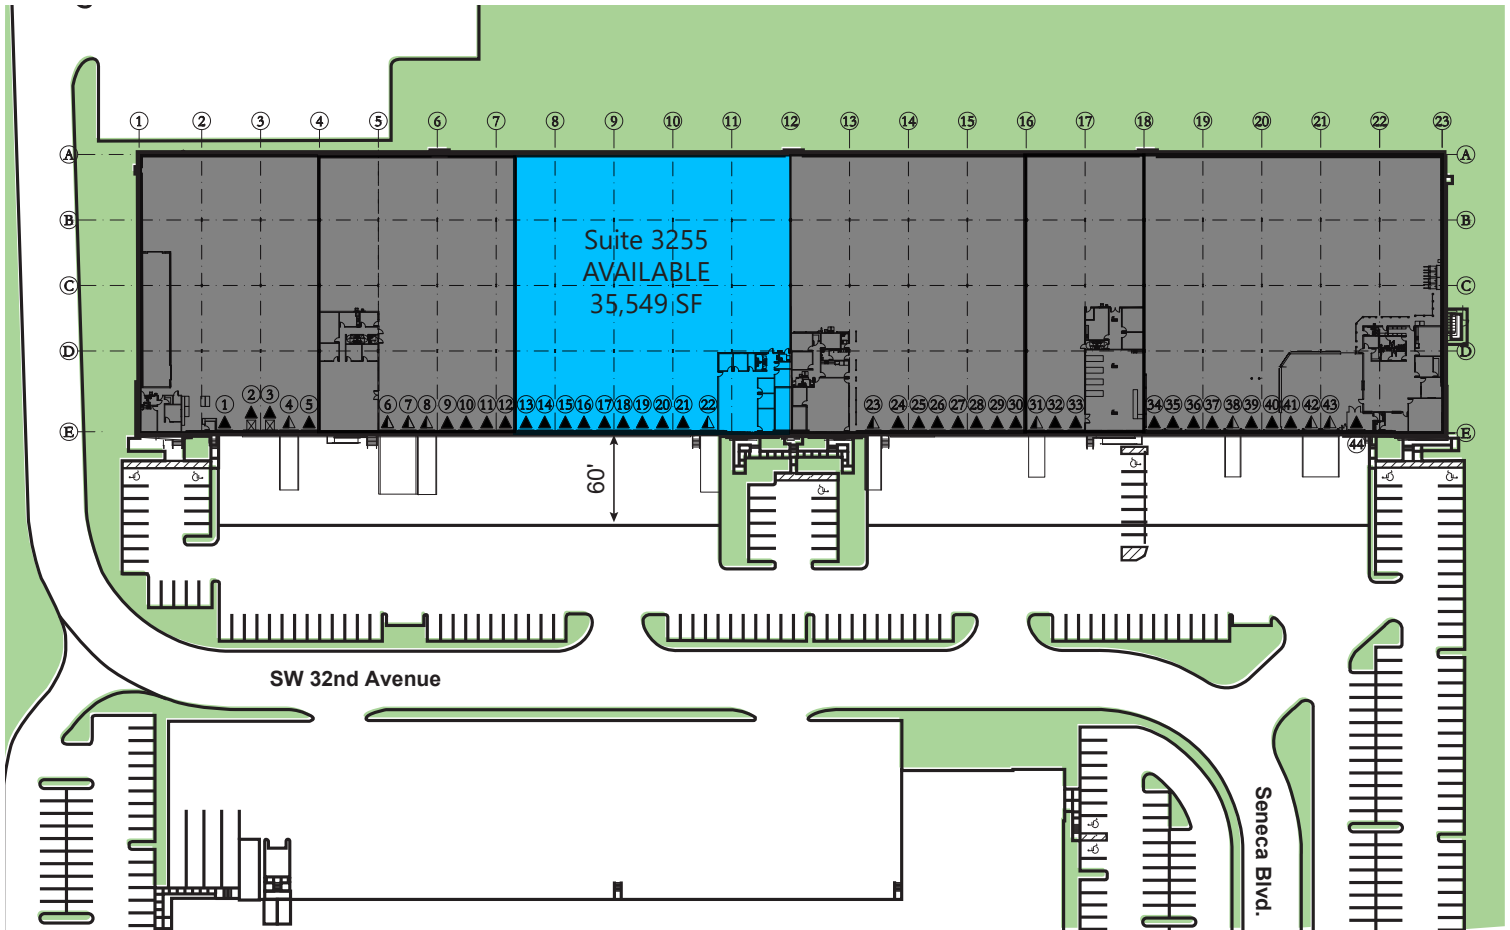 1 2 3 4 5 6 7 8 9 10 11 12 13 14 15 16 17 18 19 20 21 22 23
A A
B B
Suite 3255
AVAILABLE
C C
35,549 SF
D D
2 3
1 4 5 6 7 8 9 10 11 12 13 14 15 16 17 18 19 20 21 22 23 24 25 26 27 28 29 30 31 32 33 34 35 36 37 38 39 40 41 42 43
E E
44
60'
SW 32nd Avenue
Seneca Blvd.